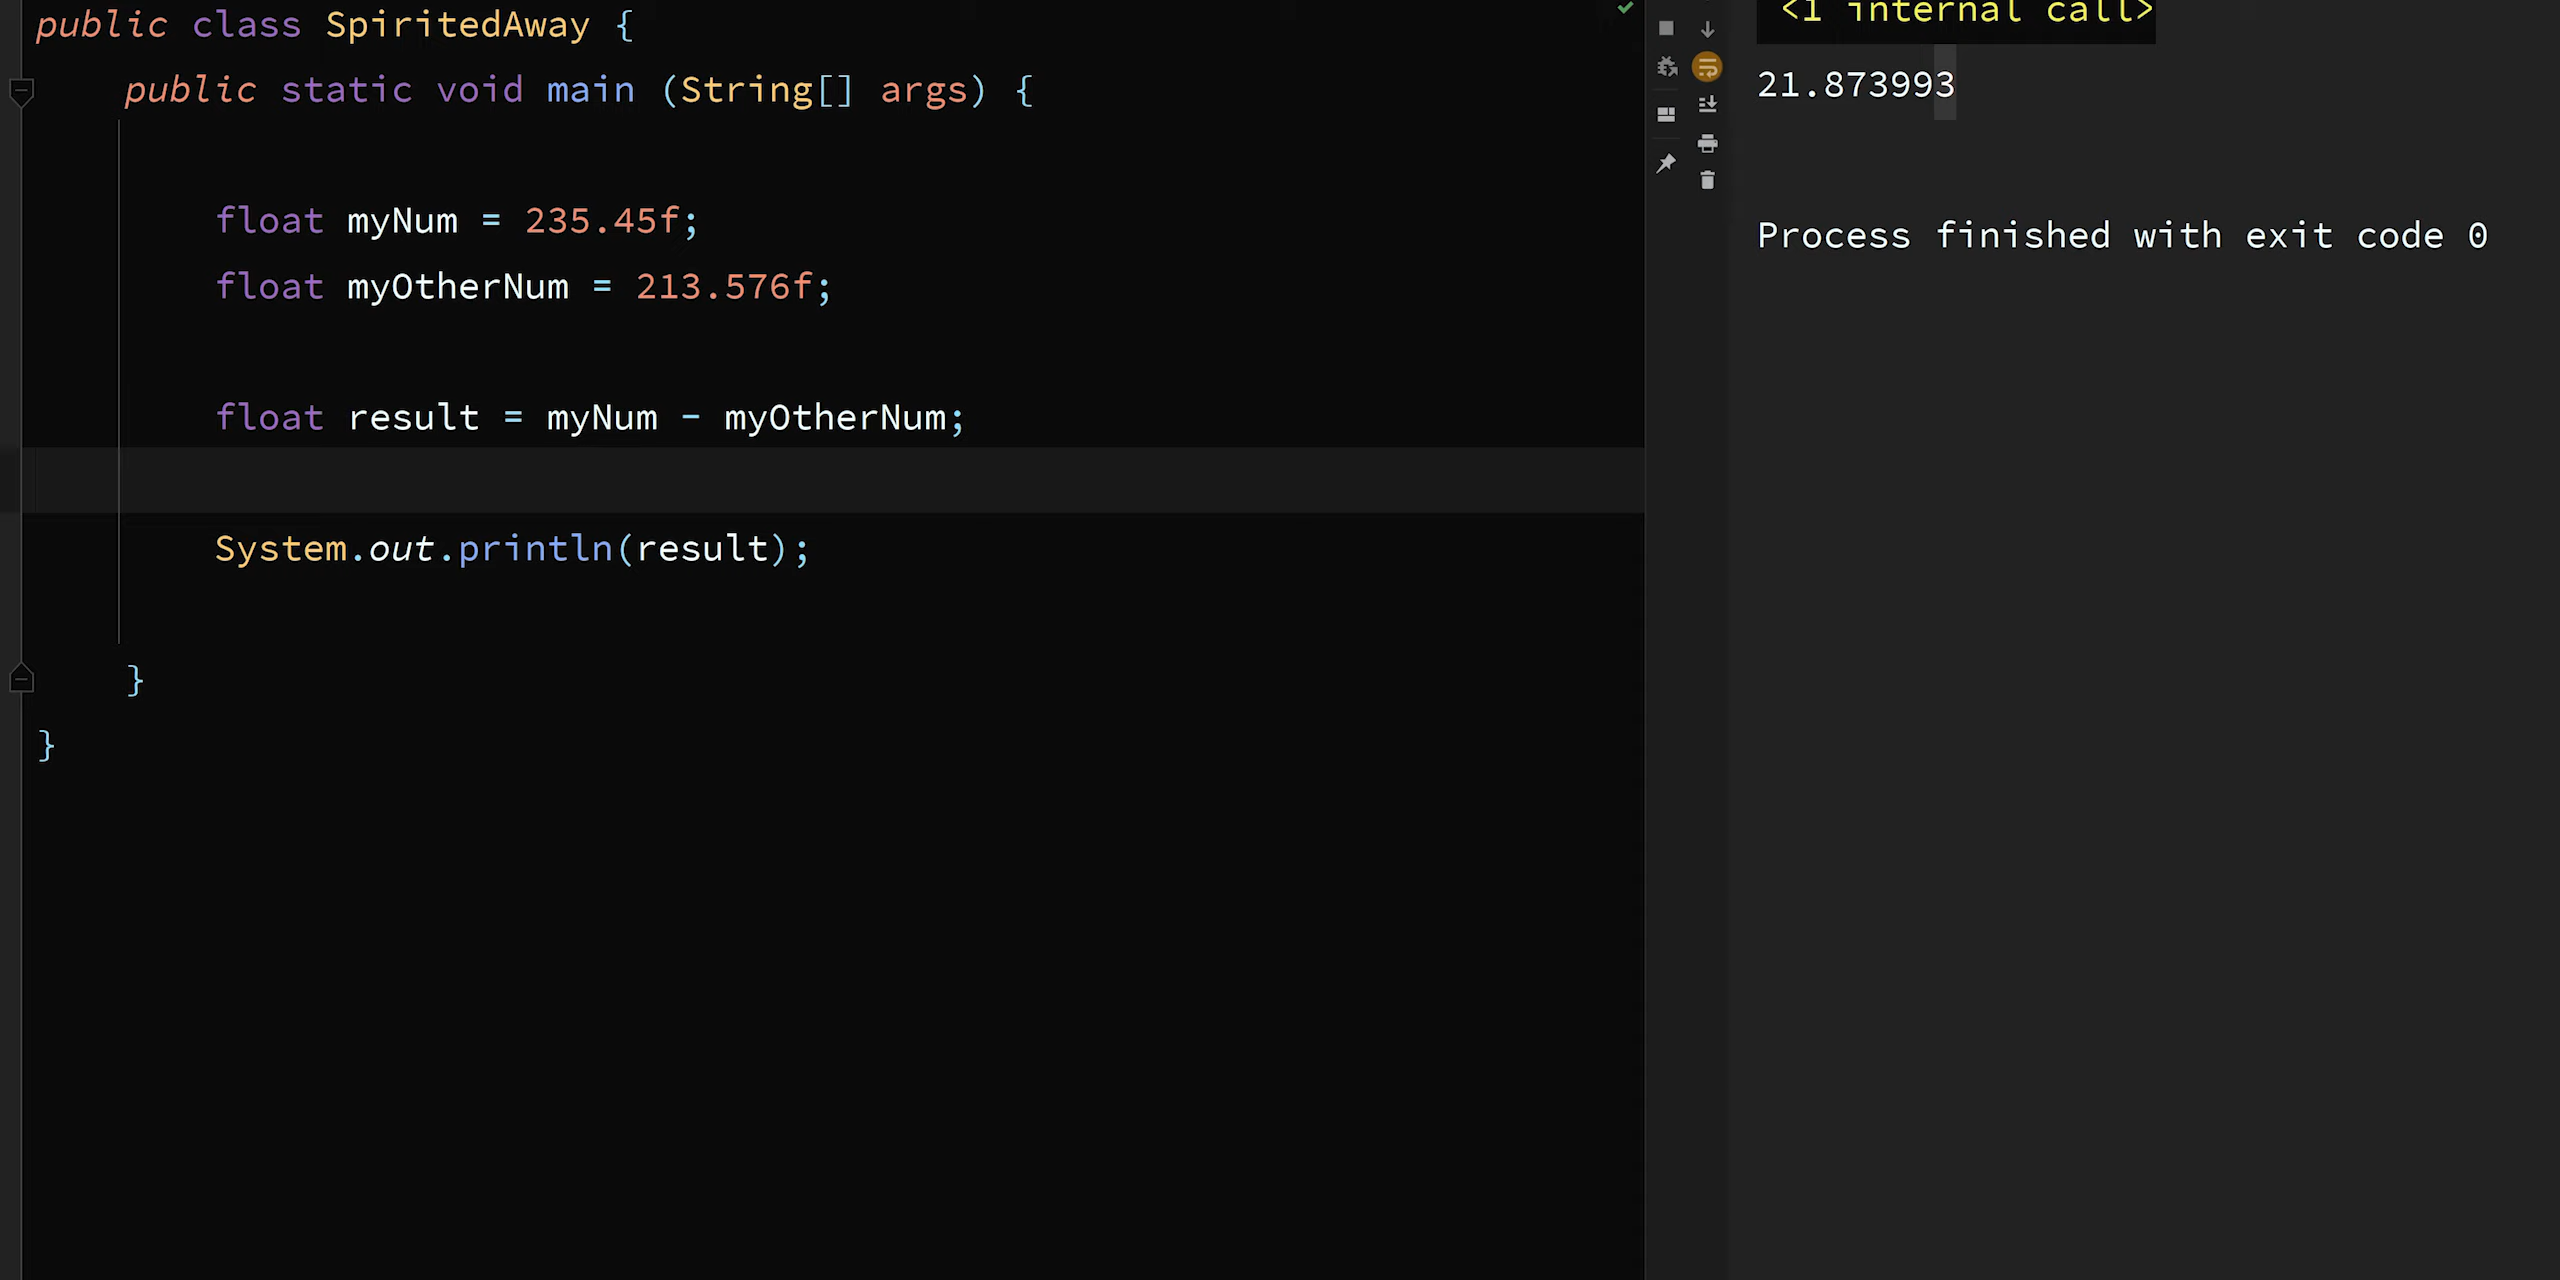 public class SpiritedAway {
public static void main (String[] args) {
float myNum = 235.45f;
float myOtherNum = 213.576f;
float result = myNum - myOtherNum;
System.out.println(result);
}
}
<1 internal call>
21.873993
Process finished with exit code 0